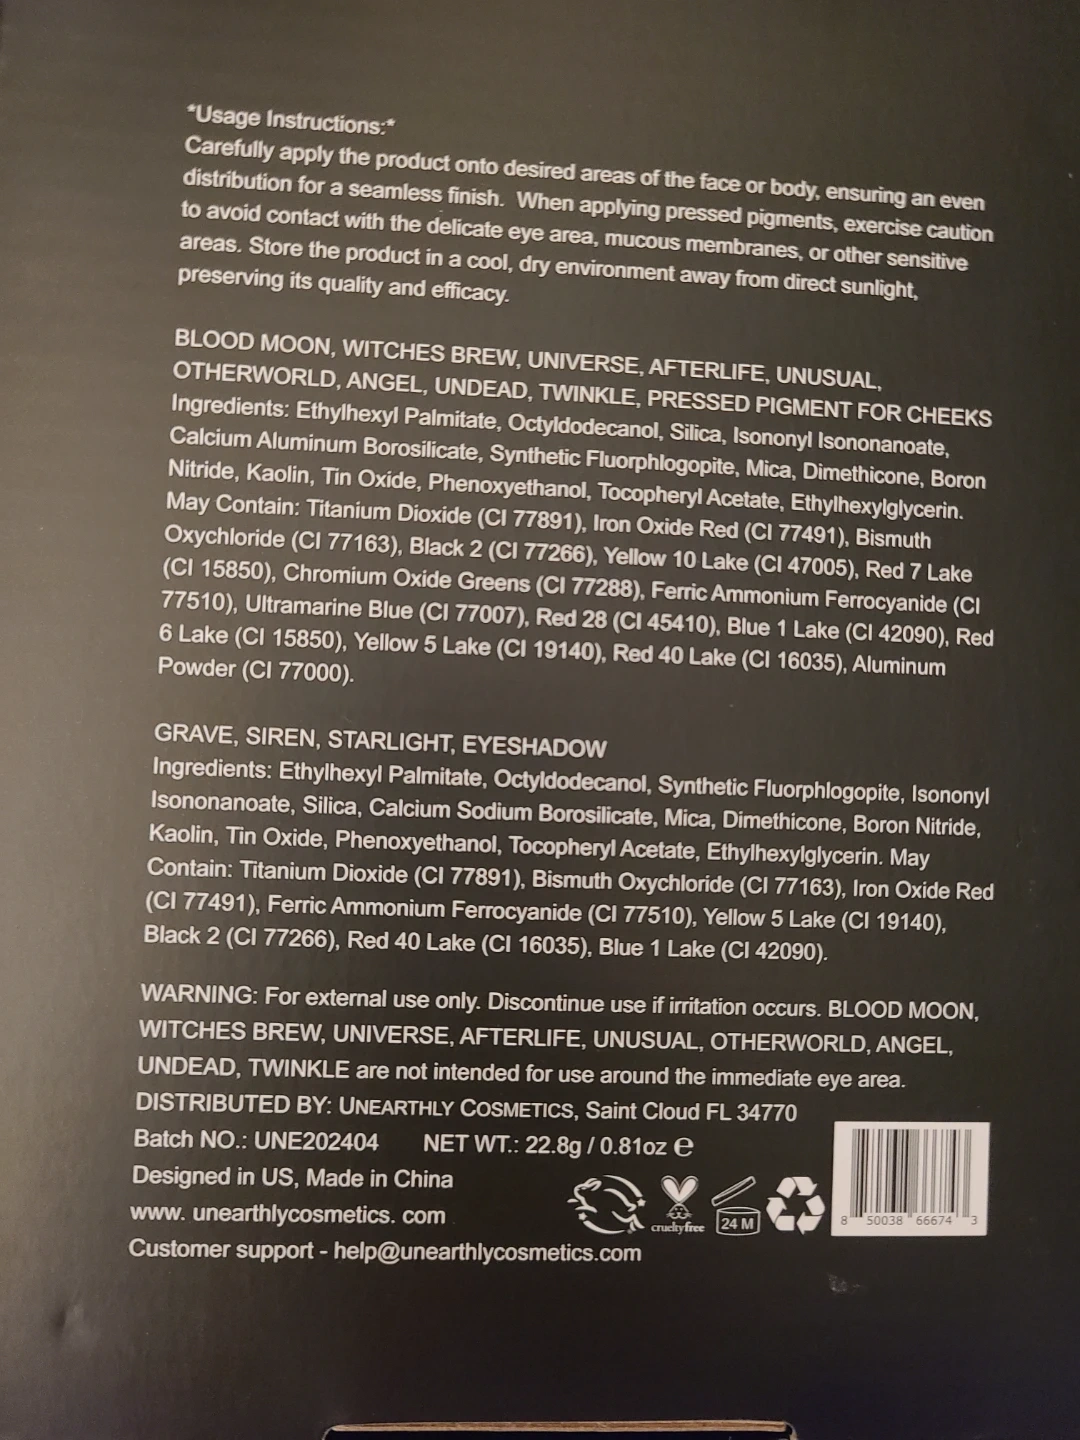 *Usage Instructions:*
Carefully apply the product onto desired areas of the face or body, ensuring an even
distribution for a seamless finish. When applying pressed pigments, exercise caution
to avoid contact with the delicate eye area, mucous membranes, or other sensitive
areas. Store the product in a cool, dry environment away from direct sunlight,
preserving its quality and efficacy.
BLOOD MOON, WITCHES BREW, UNIVERSE, AFTERLIFE, UNUSUAL,
OTHERWORLD, ANGEL, UNDEAD, TWINKLE, PRESSED PIGMENT FOR CHEEKS
Ingredients: Ethylhexyl Palmitate, Octyldodecanol, Silica, Isononyl Isononanoate,
Calcium Aluminum Borosilicate, Synthetic Fluorphlogopite, Mica, Dimethicone, Boron
Nitride, Kaolin, Tin Oxide, Phenoxyethanol, Tocopheryl Acetate, Ethylhexylglycerin.
May Contain: Titanium Dioxide (CI 77891), Iron Oxide Red (CI 77491), Bismuth
Oxychloride (CI 77163), Black 2 (CI 77266), Yellow 10 Lake (CI 47005), Red 7 Lake
(CI 15850), Chromium Oxide Greens (CI 77288), Ferric Ammonium Ferrocyanide (CI
77510), Ultramarine Blue (CI 77007), Red 28 (CI 45410), Blue 1 Lake (CI 42090), Red
6 Lake (CI 15850), Yellow 5 Lake (CI 19140), Red 40 Lake (CI 16035), Aluminum
Powder (CI 77000).
GRAVE, SIREN, STARLIGHT, EYESHADOW
Ingredients: Ethylhexyl Palmitate, Octyldodecanol, Synthetic Fluorphlogopite, Isononyl
Isononanoate, Silica, Calcium Sodium Borosilicate, Mica, Dimethicone, Boron Nitride,
Kaolin, Tin Oxide, Phenoxyethanol, Tocopheryl Acetate, Ethylhexylglycerin. May
Contain: Titanium Dioxide (CI 77891), Bismuth Oxychloride (CI 77163), Iron Oxide Red
(CI 77491), Ferric Ammonium Ferrocyanide (CI 77510), Yellow 5 Lake (CI 19140),
Black 2 (CI 77266), Red 40 Lake (CI 16035), Blue 1 Lake (CI 42090).
WARNING: For external use only. Discontinue use if irritation occurs. BLOOD MOON,
WITCHES BREW, UNIVERSE, AFTERLIFE, UNUSUAL, OTHERWORLD, ANGEL,
UNDEAD, TWINKLE are not intended for use around the immediate eye area.
DISTRIBUTED BY: UNEARTHLY COSMETICS, Saint Cloud FL 34770
Batch NO.: UNE202404 NET WT.: 22.8g / 0.81oz ℮
Designed in US, Made in China
www. unearthlycosmetics. com
Customer support - help@unearthlycosmetics.com
crueltyfree
24 M
8 50038 66674 3